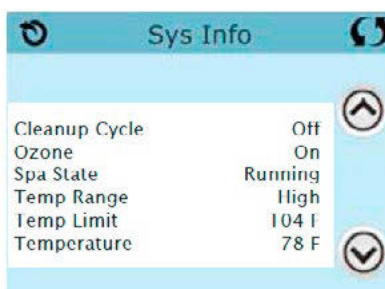 Sys Info
Cleanup Cycle Off
Ozone On
Spa State Running
Temp Range High
Temp Limit 104 F
Temperature 78 F